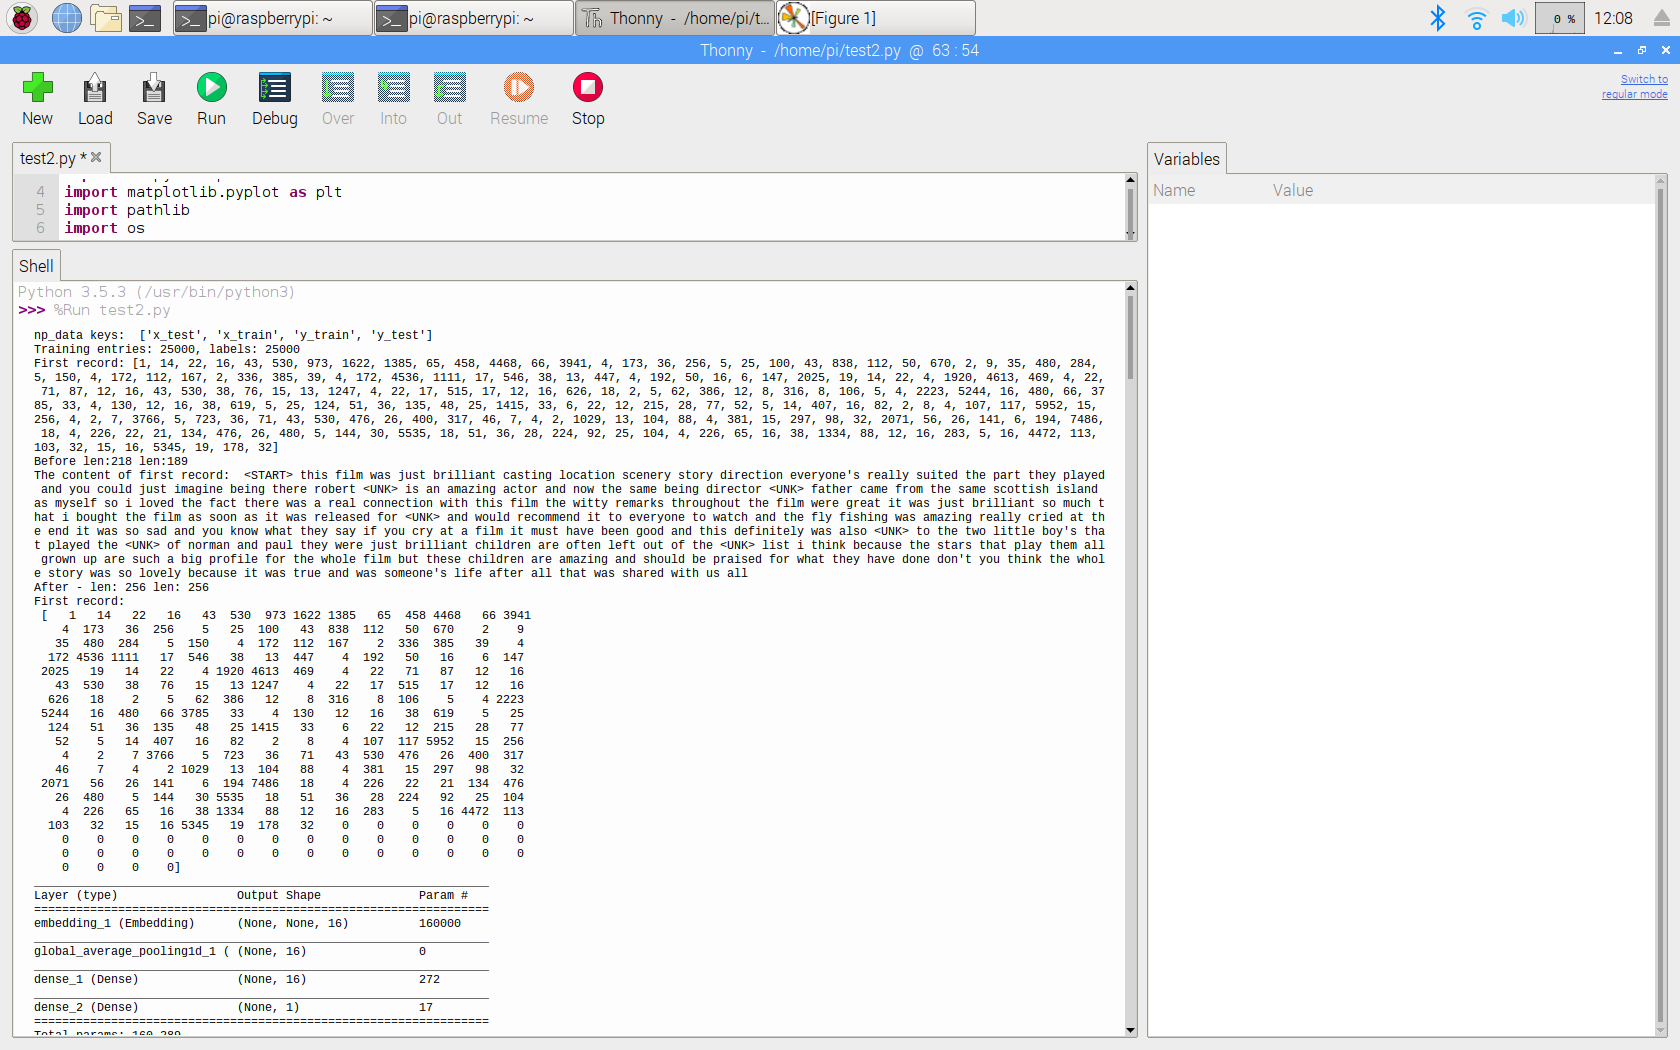 pi@raspberrypi: ~
pi@raspberrypi: ~
Thonny - /home/pi/t...
[Figure 1]
0 %
12:08
Thonny - /home/pi/test2.py @ 63 : 54
New
Load
Save
Run
Debug
Over
Into
Out
Resume
Stop
Switch to
regular mode
test2.py *
4 import matplotlib.pyplot as plt
5 import pathlib
6 import os
Variables
Name Value
Shell
Python 3.5.3 (/usr/bin/python3)
>>> %Run test2.py
np_data keys:  ['x_test', 'x_train', 'y_train', 'y_test']
Training entries: 25000, labels: 25000
First record: [1, 14, 22, 16, 43, 530, 973, 1622, 1385, 65, 458, 4468, 66, 3941, 4, 173, 36, 256, 5, 25, 100, 43, 838, 112, 50, 670, 2, 9, 35, 480, 284,
5, 150, 4, 172, 112, 167, 2, 336, 385, 39, 4, 172, 4536, 1111, 17, 546, 38, 13, 447, 4, 192, 50, 16, 6, 147, 2025, 19, 14, 22, 4, 1920, 4613, 469, 4, 22,
71, 87, 12, 16, 43, 530, 38, 76, 15, 13, 1247, 4, 22, 17, 515, 17, 12, 16, 626, 18, 2, 5, 62, 386, 12, 8, 316, 8, 106, 5, 4, 2223, 5244, 16, 480, 66, 37
85, 33, 4, 130, 12, 16, 38, 619, 5, 25, 124, 51, 36, 135, 48, 25, 1415, 33, 6, 22, 12, 215, 28, 77, 52, 5, 14, 407, 16, 82, 2, 8, 4, 107, 117, 5952, 15,
256, 4, 2, 7, 3766, 5, 723, 36, 71, 43, 530, 476, 26, 400, 317, 46, 7, 4, 2, 1029, 13, 104, 88, 4, 381, 15, 297, 98, 32, 2071, 56, 26, 141, 6, 194, 7486,
18, 4, 226, 22, 21, 134, 476, 26, 480, 5, 144, 30, 5535, 18, 51, 36, 28, 224, 92, 25, 104, 4, 226, 65, 16, 38, 1334, 88, 12, 16, 283, 5, 16, 4472, 113,
103, 32, 15, 16, 5345, 19, 178, 32]
Before len:218 len:189
The content of first record:  <START> this film was just brilliant casting location scenery story direction everyone's really suited the part they played
and you could just imagine being there robert <UNK> is an amazing actor and now the same being director <UNK> father came from the same scottish island
as myself so i loved the fact there was a real connection with this film the witty remarks throughout the film were great it was just brilliant so much t
hat i bought the film as soon as it was released for <UNK> and would recommend it to everyone to watch and the fly fishing was amazing really cried at th
e end it was so sad and you know what they say if you cry at a film it must have been good and this definitely was also <UNK> to the two little boy's tha
t played the <UNK> of norman and paul they were just brilliant children are often left out of the <UNK> list i think because the stars that play them all
grown up are such a big profile for the whole film but these children are amazing and should be praised for what they have done don't you think the whol
e story was so lovely because it was true and was someone's life after all that was shared with us all
After - len: 256 len: 256
First record:
[ 1 14 22 16 43 530 973 1622 1385 65 458 4468 66 3941
4 173 36 256 5 25 100 43 838 112 50 670 2 9
35 480 284 5 150 4 172 112 167 2 336 385 39 4
172 4536 1111 17 546 38 13 447 4 192 50 16 6 147
2025 19 14 22 4 1920 4613 469 4 22 71 87 12 16
43 530 38 76 15 13 1247 4 22 17 515 17 12 16
626 18 2 5 62 386 12 8 316 8 106 5 4 2223
5244 16 480 66 3785 33 4 130 12 16 38 619 5 25
124 51 36 135 48 25 1415 33 6 22 12 215 28 77
52 5 14 407 16 82 2 8 4 107 117 5952 15 256
4 2 7 3766 5 723 36 71 43 530 476 26 400 317
46 7 4 2 1029 13 104 88 4 381 15 297 98 32
2071 56 26 141 6 194 7486 18 4 226 22 21 134 476
26 480 5 144 30 5535 18 51 36 28 224 92 25 104
4 226 65 16 38 1334 88 12 16 283 5 16 4472 113
103 32 15 16 5345 19 178 32 0 0 0 0 0 0
0 0 0 0 0 0 0 0 0 0 0 0 0 0
0 0 0 0 0 0 0 0 0 0 0 0 0 0
0 0 0 0]
Layer (type) Output Shape Param #
embedding_1 (Embedding) (None, None, 16) 160000
global_average_pooling1d_1 ( (None, 16) 0
dense_1 (Dense) (None, 16) 272
dense_2 (Dense) (None, 1) 17
Total params: 160,289